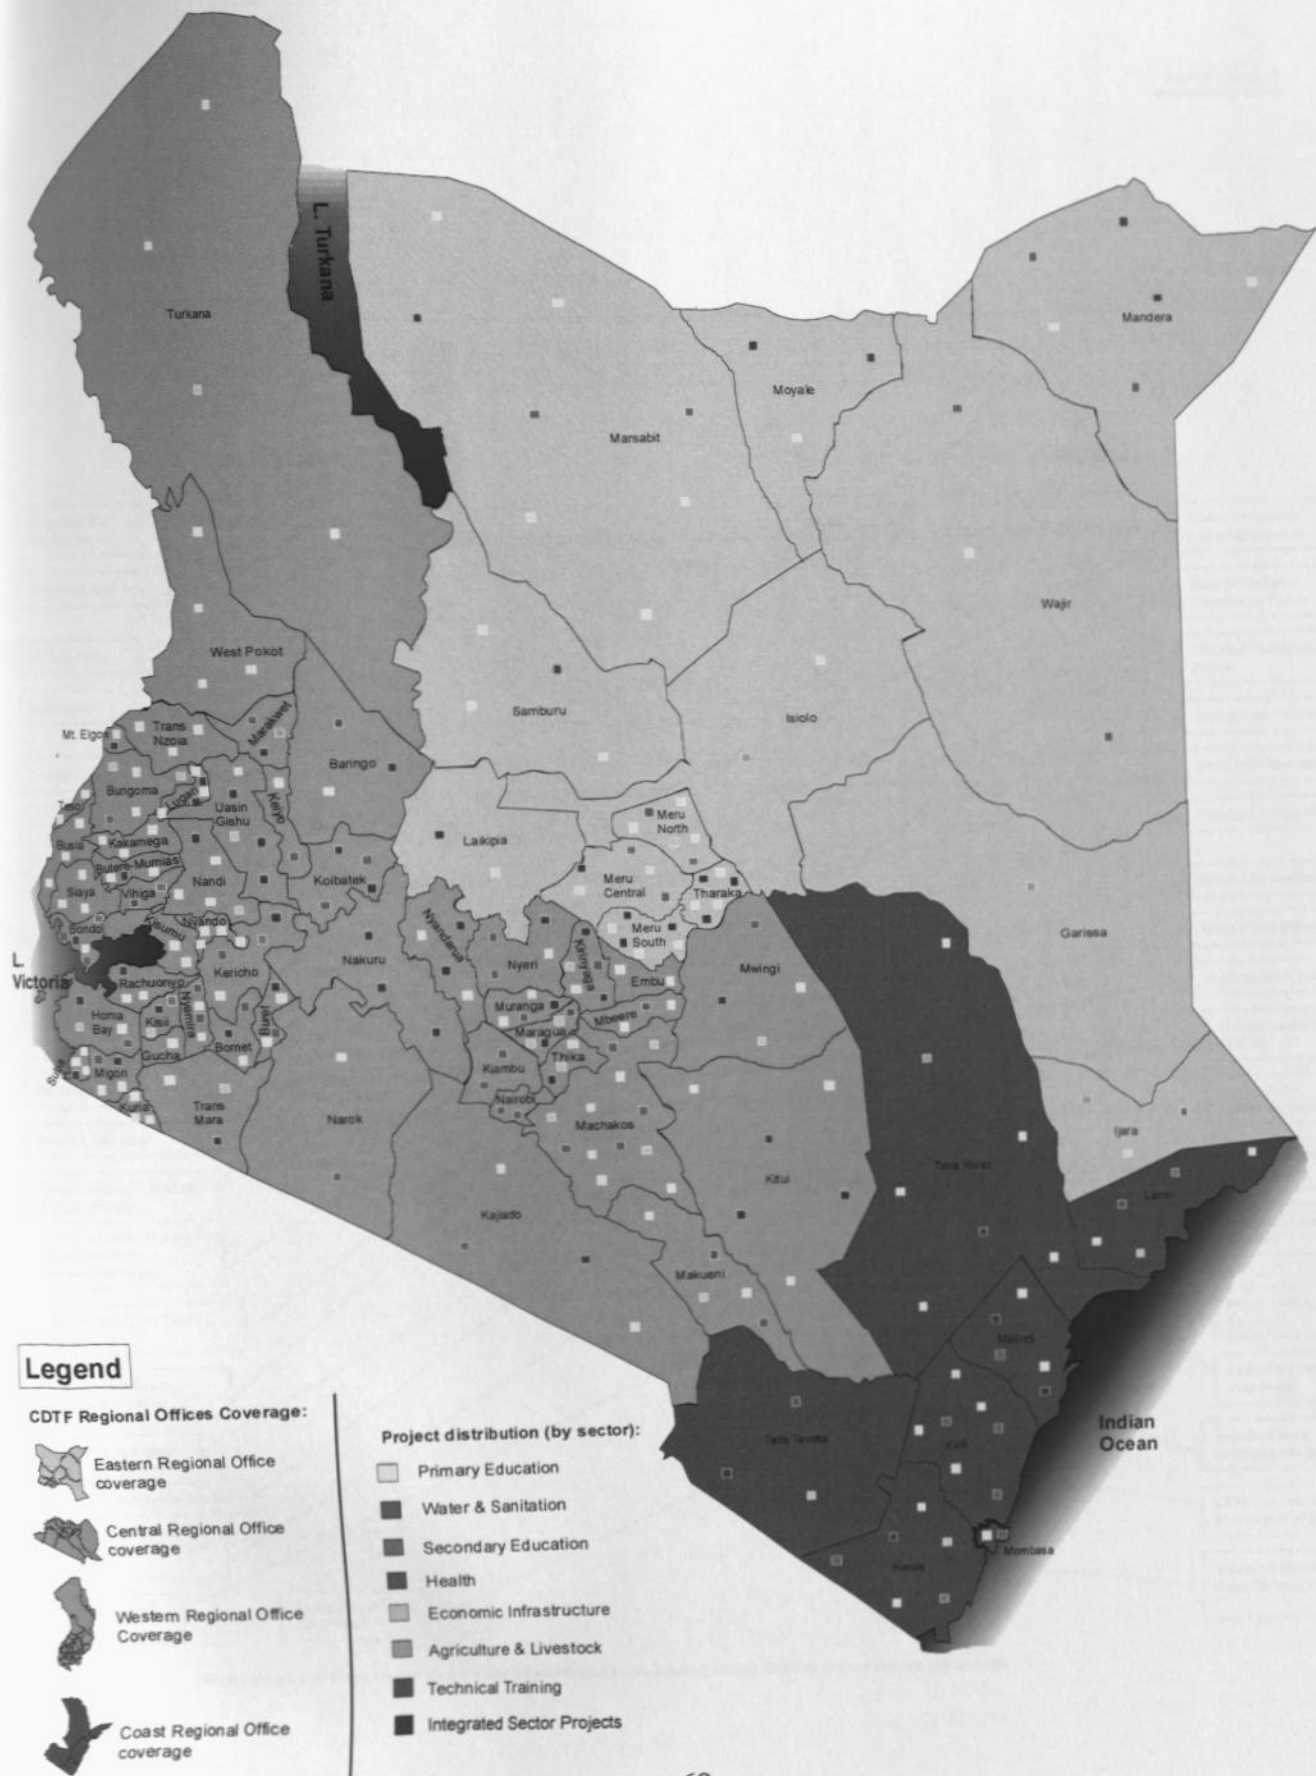 L. Turkana
Turkana
Mandera
Moyale
Marsabit
Wajir
West Pokot
Samburu
Isiolo
Mt. Elgon
Trans
Nzoia
Marakwet
Baringo
Bungoma
Lugari
Uasin
Gishu
Keiyo
Teso
Meru
North
Laikipia
Busia
Kakamega
Butere-Mumias
Siaya
Vihiga
Nandi
Koibatek
Meru
Central
Tharaka
Bondo
Kisumu
Nyando
Nyandarua
Meru
South
Garissa
L.
Victoria
Rachuonyo
Kericho
Nakuru
Nyeri
Kirinyaga
Embu
Mwingi
Homa
Bay
Kisii
Nyamira
Buret
Muranga
Mbeere
Maragua
Suba
Migori
Gucha
Bomet
Kiambu
Thika
Kuria
Trans
Mara
Narok
Nairobi
Machakos
Ijara
Kitui
Tana River
Lamu
Kajiado
Makueni
Malindi
Indian
Ocean
Taita Taveta
Kilifi
Mombasa
Kwale
Legend
CDTF Regional Offices Coverage:
Eastern Regional Office
coverage
Central Regional Office
coverage
Western Regional Office
Coverage
Coast Regional Office
coverage
Project distribution (by sector):
Primary Education
Water & Sanitation
Secondary Education
Health
Economic Infrastructure
Agriculture & Livestock
Technical Training
Integrated Sector Projects